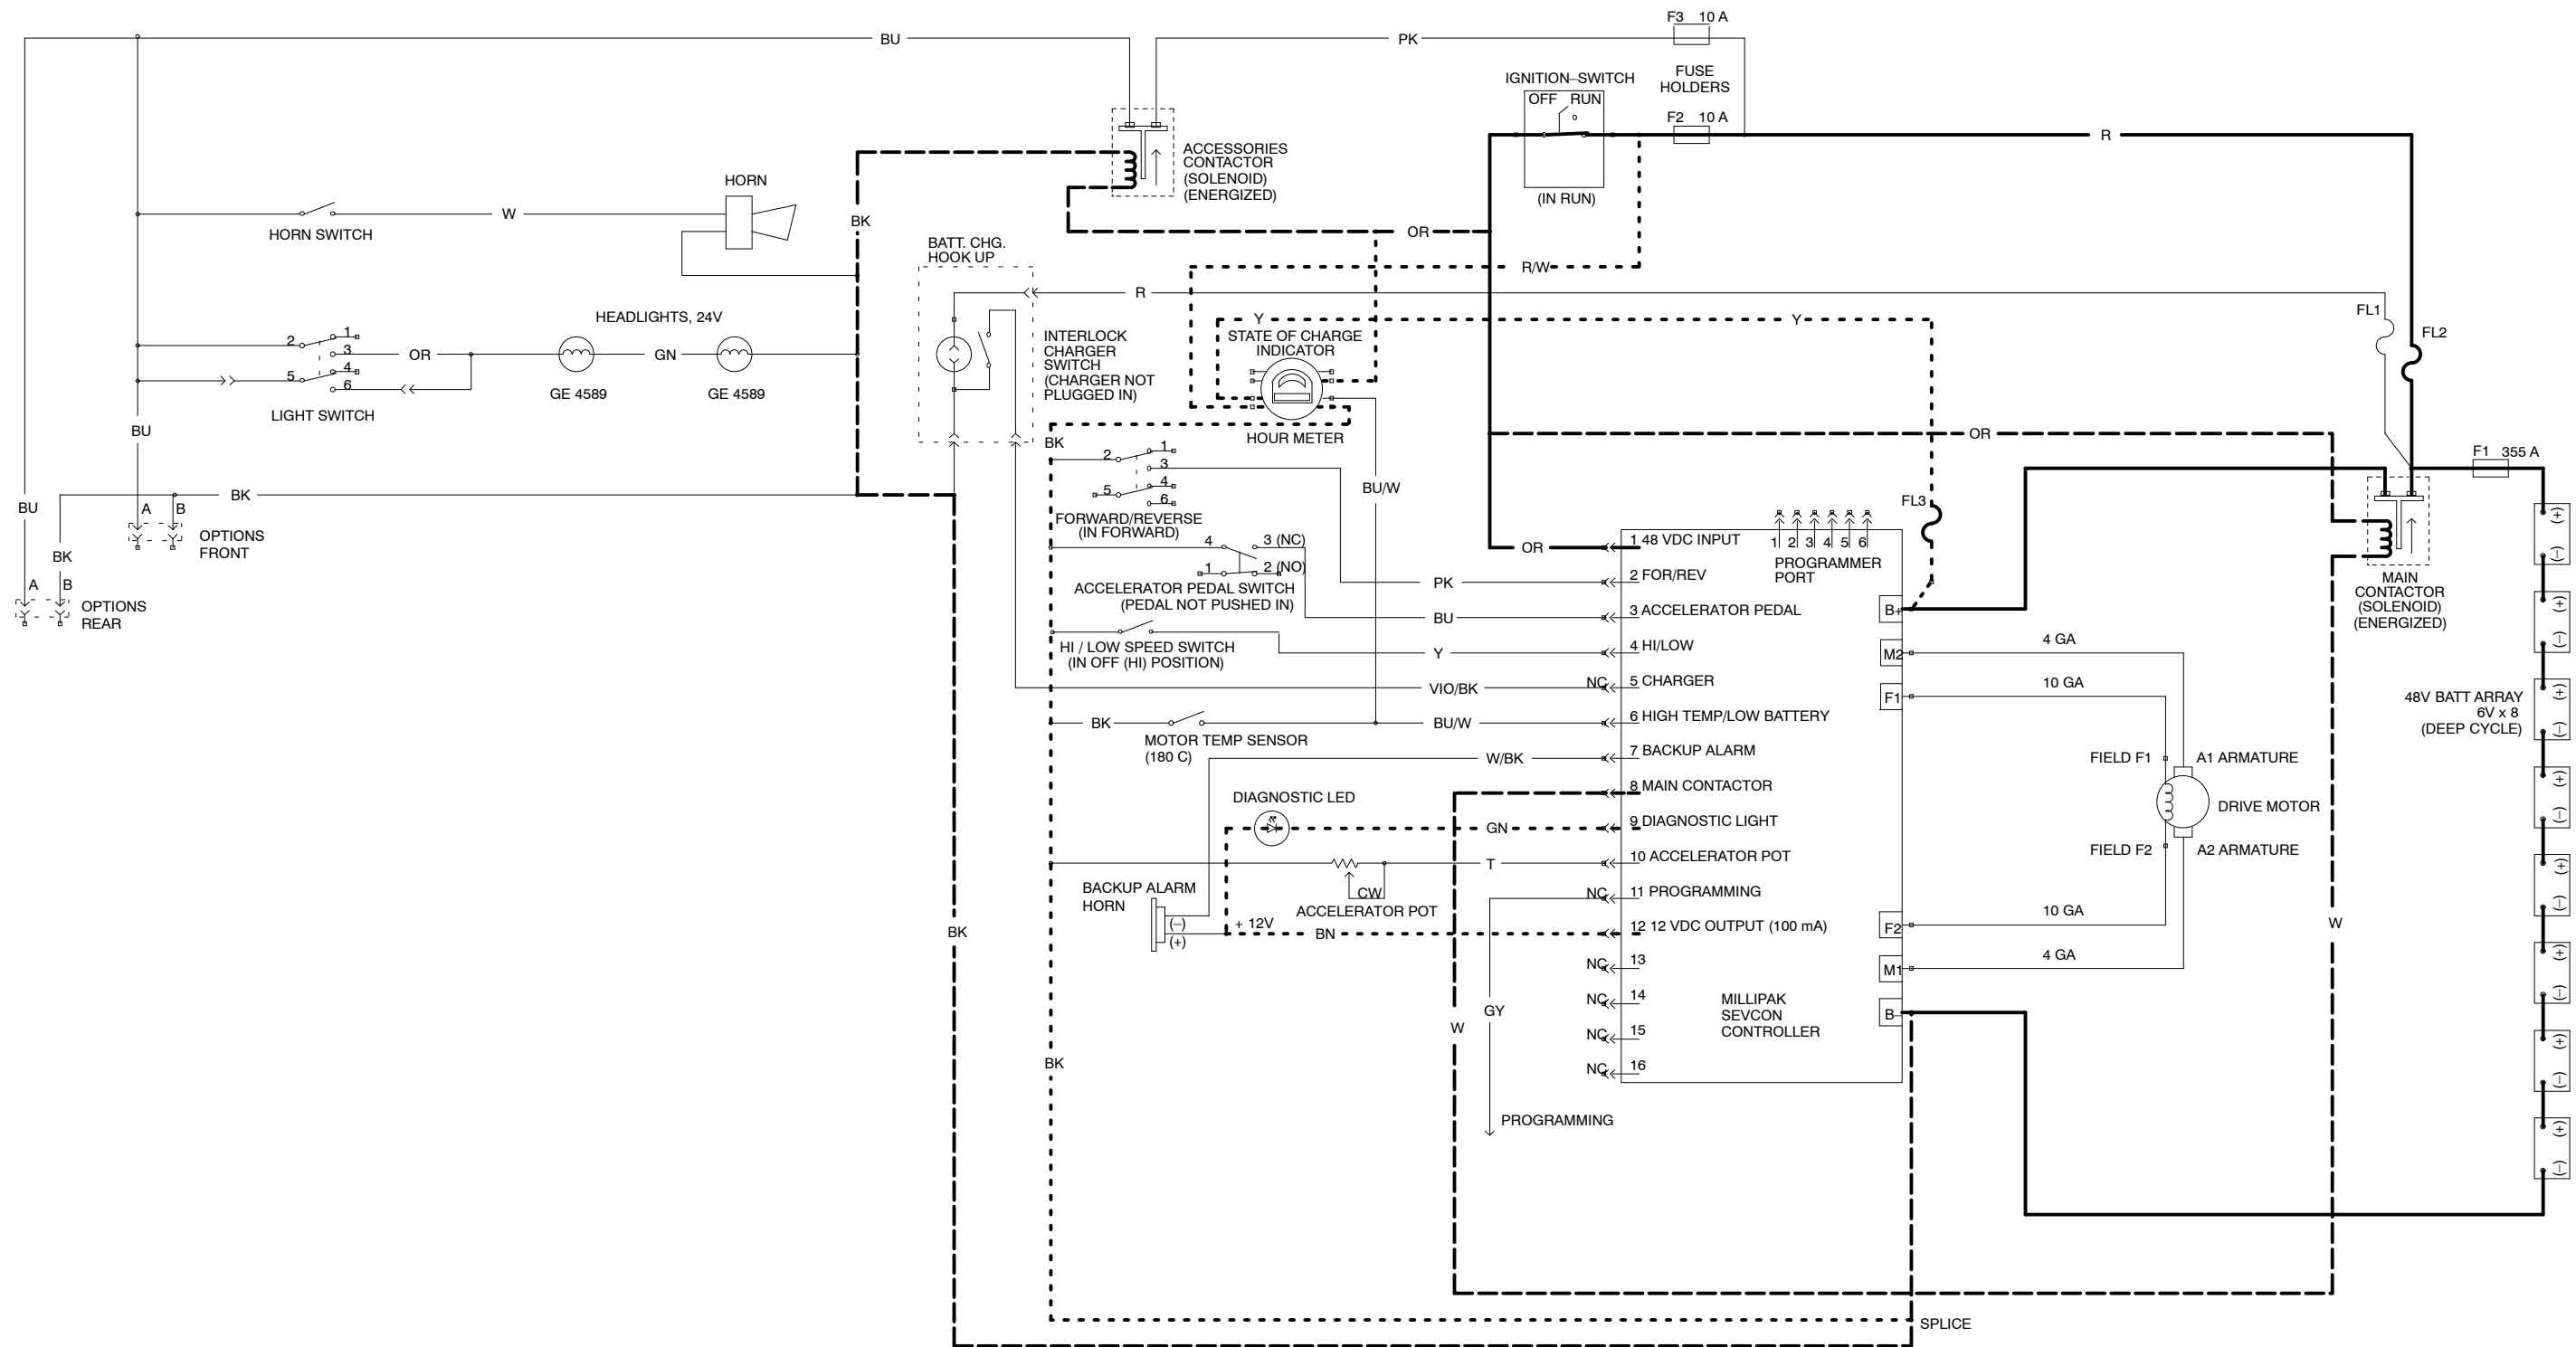 F3 10 A
BU
PK
FUSE
HOLDERS
IGNITION–SWITCH
OFF RUN
F2 10 A
R
(IN RUN)
ACCESSORIES
CONTACTOR
(SOLENOID)
(ENERGIZED)
HORN
W
BK
HORN SWITCH
OR
BATT. CHG.
HOOK UP
R/W
R
FL1
FL2
HEADLIGHTS, 24V
Y
Y
STATE OF CHARGE
INDICATOR
INTERLOCK
CHARGER
SWITCH
(CHARGER NOT
PLUGGED IN)
1
2
3
OR
GN
4
5
6
GE 4589
GE 4589
LIGHT SWITCH
HOUR METER
BU
BK
OR
F1 355 A
1
2
3
4
5
6
BU/W
FORWARD/REVERSE
(IN FORWARD)
BK
BU
A
B
OPTIONS
FRONT
BK
A
B
OPTIONS
REAR
FL3
4
3 (NC)
1
2 (NO)
ACCELERATOR PEDAL SWITCH
(PEDAL NOT PUSHED IN)
OR
1 48 VDC INPUT
1 2 3 4 5 6
PROGRAMMER
PORT
PK
2 FOR/REV
BU
3 ACCELERATOR PEDAL
B+
MAIN
CONTACTOR
(SOLENOID)
(ENERGIZED)
HI / LOW SPEED SWITCH
(IN OFF (HI) POSITION)
Y
4 HI/LOW
M2
4 GA
VIO/BK
NC
5 CHARGER
F1
10 GA
48V BATT ARRAY
6V x 8
(DEEP CYCLE)
BK
BU/W
6 HIGH TEMP/LOW BATTERY
MOTOR TEMP SENSOR
(180 C)
W/BK
7 BACKUP ALARM
FIELD F1
A1 ARMATURE
8 MAIN CONTACTOR
DIAGNOSTIC LED
DRIVE MOTOR
GN
9 DIAGNOSTIC LIGHT
T
10 ACCELERATOR POT
FIELD F2
A2 ARMATURE
BACKUP ALARM
HORN
CW
ACCELERATOR POT
NC
11 PROGRAMMING
(–)
(+)
+ 12V
BN
12 12 VDC OUTPUT (100 mA)
F2
10 GA
W
BK
NC
13
M1
4 GA
NC
14
MILLIPAK
SEVCON
CONTROLLER
B–
GY
W
NC
15
BK
NC
16
PROGRAMMING
SPLICE
(+)
(–)
(+)
(–)
(+)
(–)
(+)
(–)
(+)
(–)
(+)
(–)
(+)
(–)
(+)
(–)